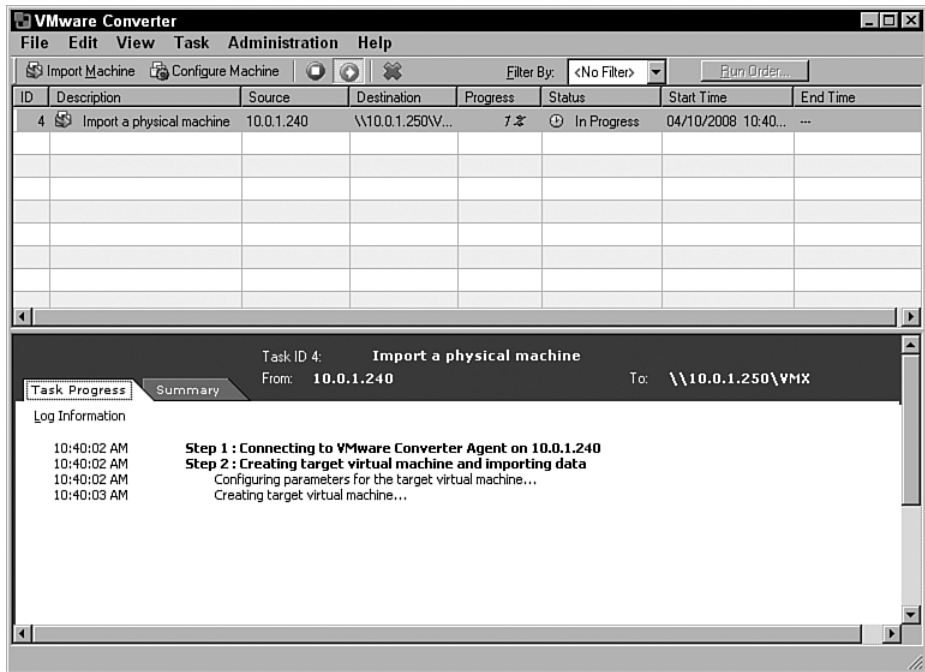 VMware Converter
File Edit View Task Administration Help
Import Machine Configure Machine Filter By: <No Filter> Run Order...
ID Description Source Destination Progress Status Start Time End Time
4 Import a physical machine 10.0.1.240 \\10.0.1.250\V... 1 % In Progress 04/10/2008 10:40... ---
Task ID 4: Import a physical machine
From: 10.0.1.240 To: \\10.0.1.250\VMX
Task Progress Summary
Log Information
10:40:02 AM Step 1 : Connecting to VMware Converter Agent on 10.0.1.240
10:40:02 AM Step 2 : Creating target virtual machine and importing data
10:40:02 AM Configuring parameters for the target virtual machine...
10:40:03 AM Creating target virtual machine...